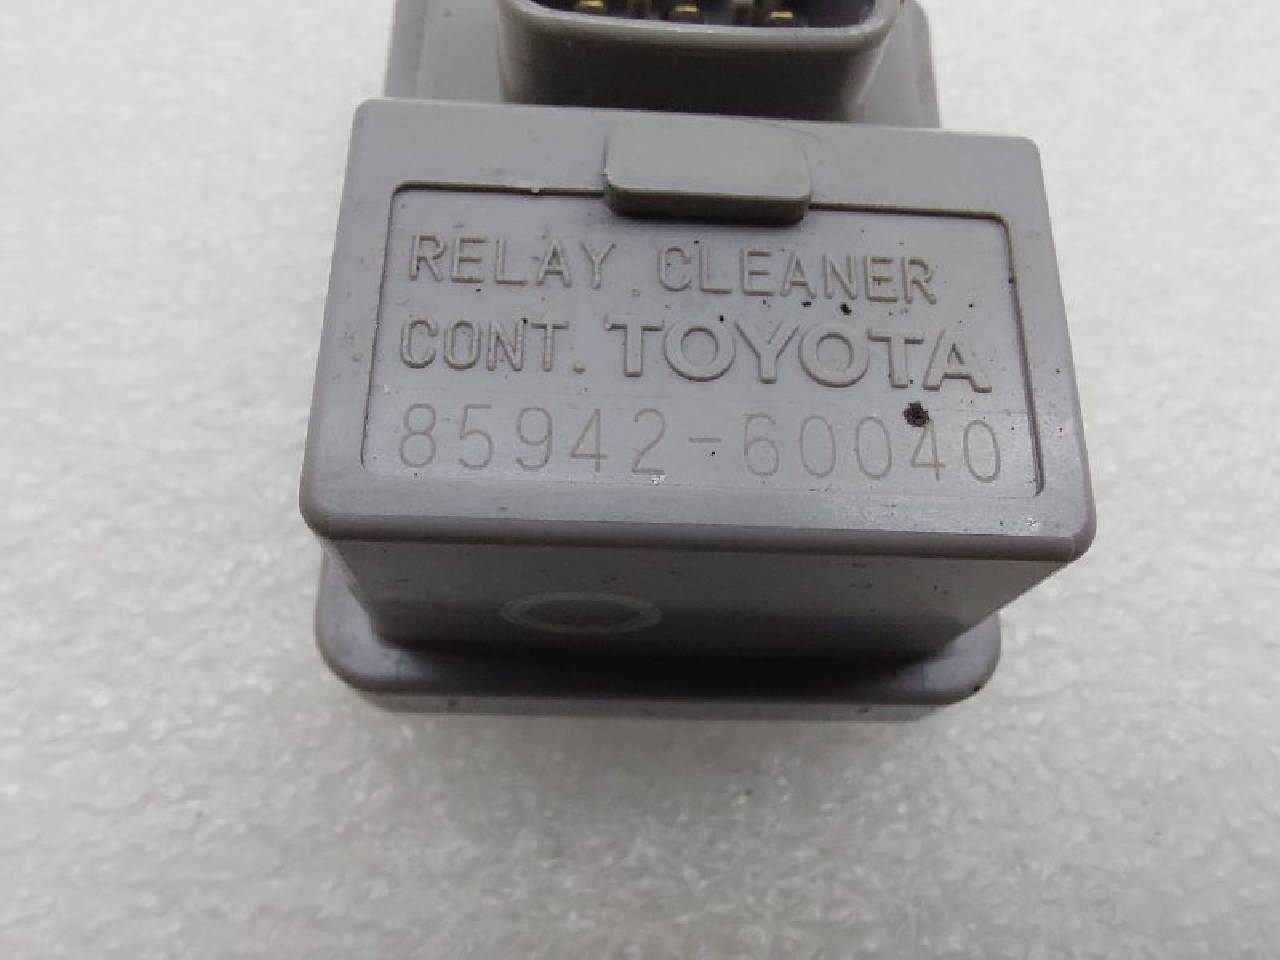 RELAY CLEANER
CONT. TOYOTA
85942-60040